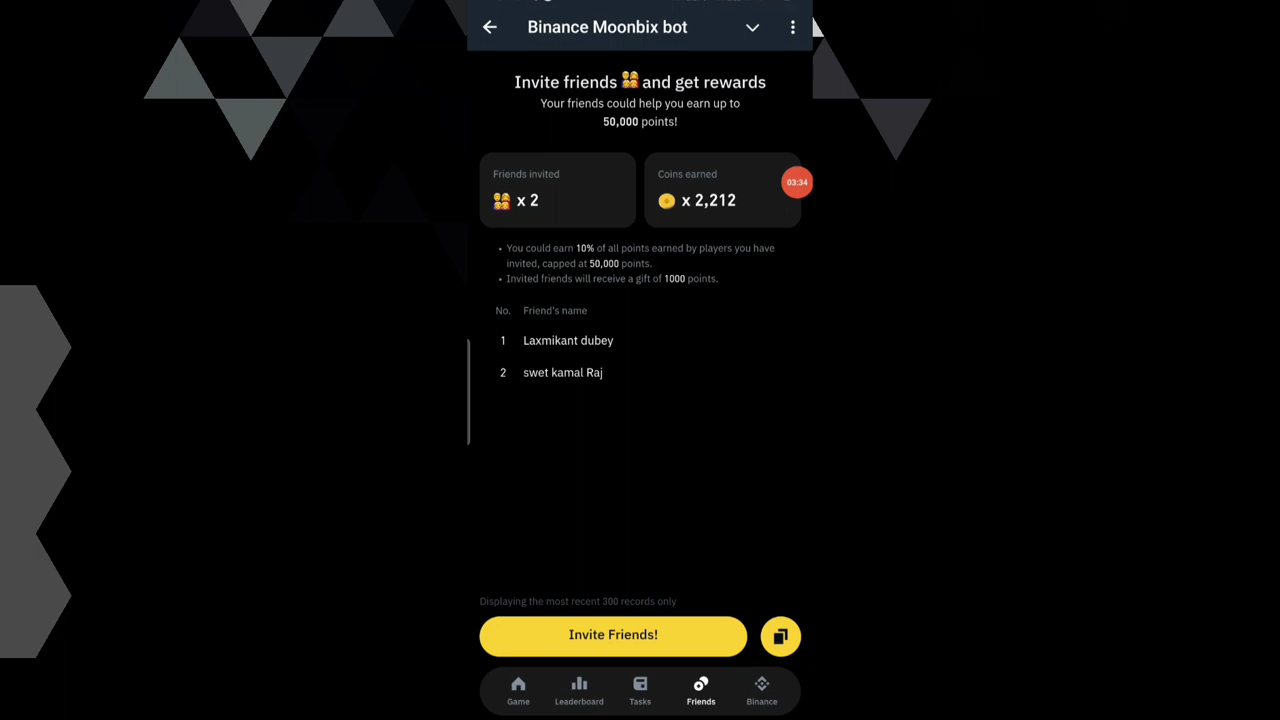 Binance Moonbix bot
Invite friends 👭 and get rewards
Your friends could help you earn up to
50,000 points!
Friends invited
Coins earned
x 2
x 2,212
03:34
• You could earn 10% of all points earned by players you have
invited, capped at 50,000 points.
• Invited friends will receive a gift of 1000 points.
No. Friend's name
1 Laxmikant dubey
2 swet kamal Raj
Displaying the most recent 300 records only
Invite Friends!
Game Leaderboard Tasks Friends Binance